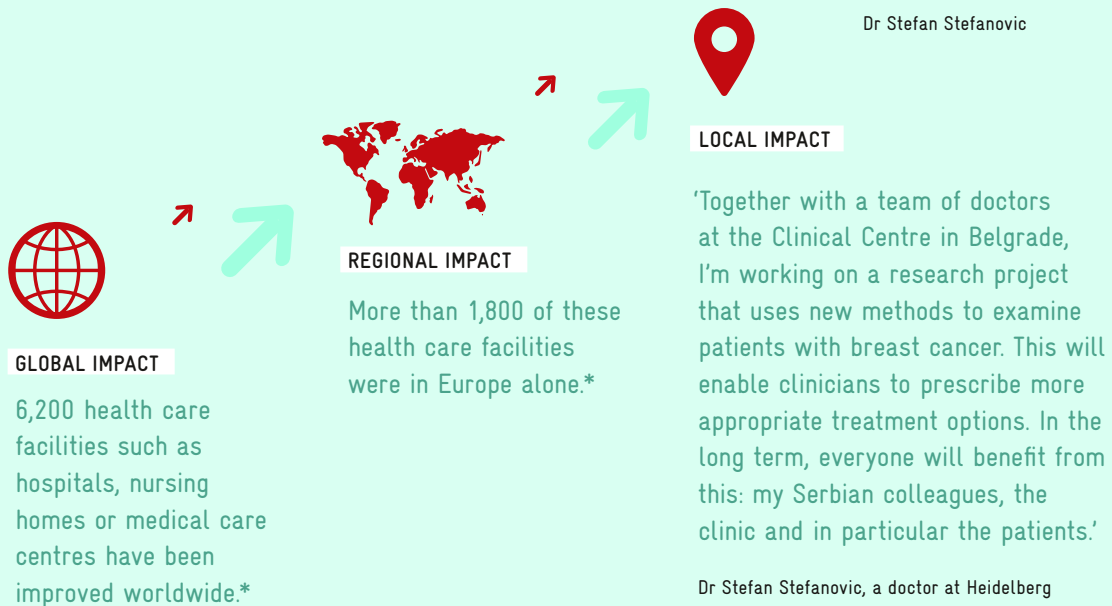 Dr Stefan Stefanovic
GLOBAL IMPACT
6,200 health care
facilities such as
hospitals, nursing
homes or medical care
centres have been
improved worldwide.*
REGIONAL IMPACT
More than 1,800 of these
health care facilities
were in Europe alone.*
LOCAL IMPACT
'Together with a team of doctors
at the Clinical Centre in Belgrade,
I'm working on a research project
that uses new methods to examine
patients with breast cancer. This will
enable clinicians to prescribe more
appropriate treatment options. In the
long term, everyone will benefit from
this: my Serbian colleagues, the
clinic and in particular the patients.'
Dr Stefan Stefanovic, a doctor at Heidelberg